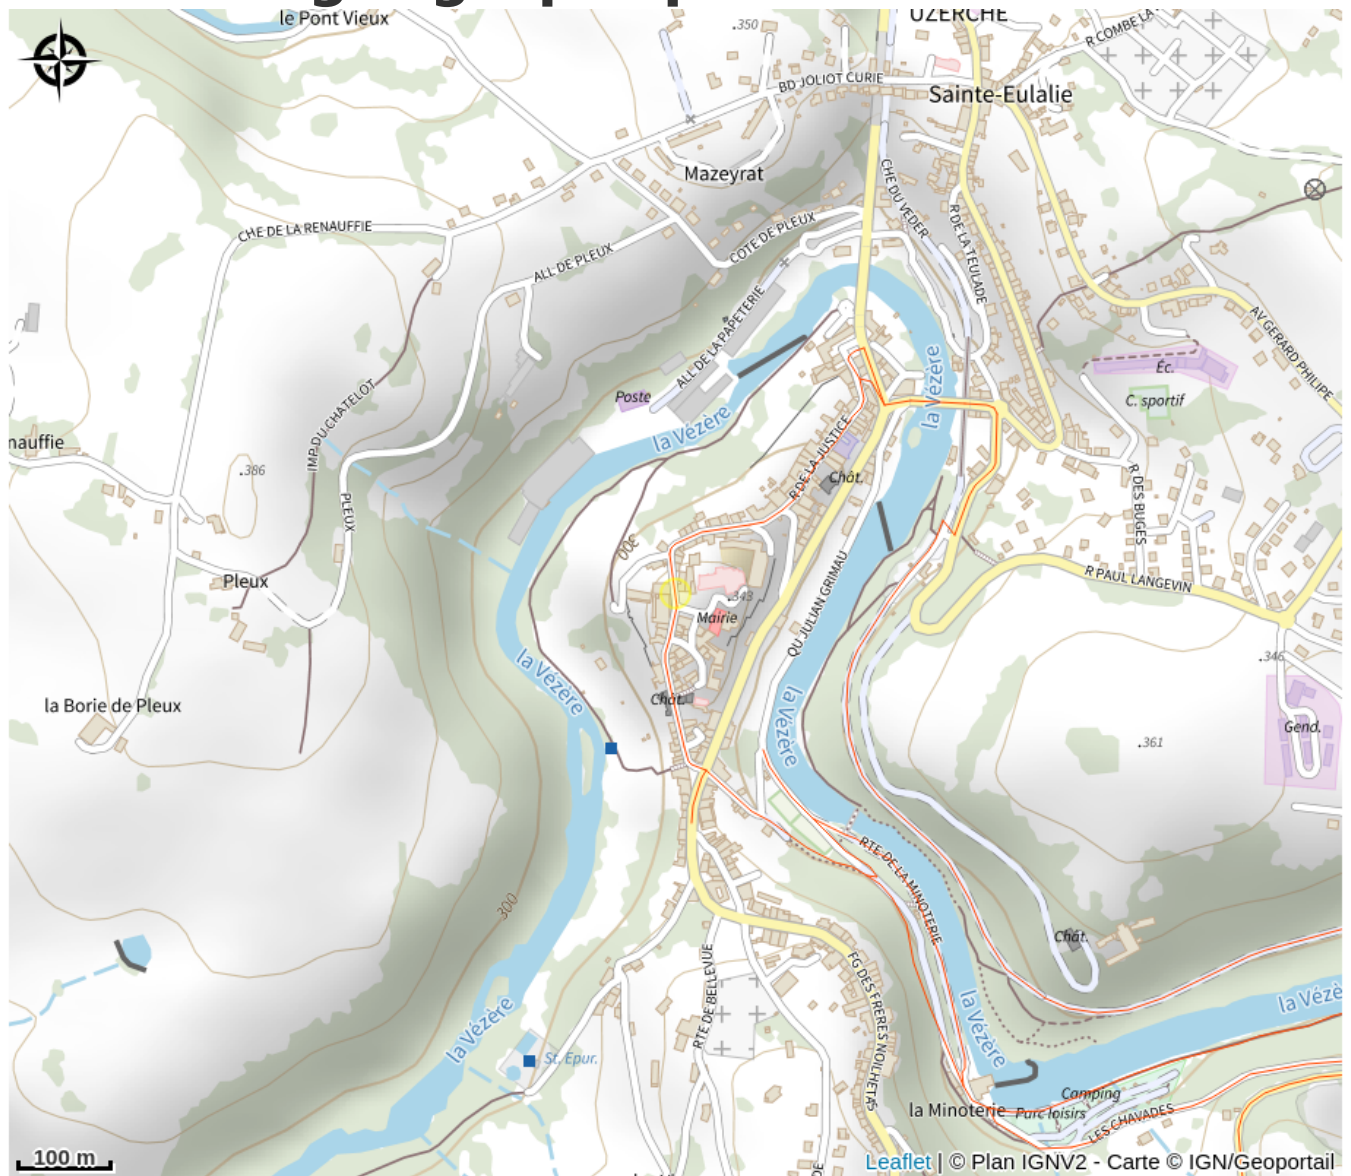 le Pont Vieux
.350
UZERCHE
R COMBE LA
BD JOLIOT CURIE
Sainte-Eulalie
Mazeyrat
CHE DU VEDER
R DE LA TEULADE
CHE DE LA RENAUFFIE
COTE DE PLEUX
ALL DE PLEUX
ALL DE LA PAPETERIE
AV GERARD PHILIPE
la Vézère
Éc.
Poste
C. sportif
IMP DU CHATELOT
la Vézère
nauffie
.386
R DE LA JUSTICE
Chât.
R DES BUGES
PLEUX
300
Pleux
R PAUL LANGEVIN
.343
Mairie
QU JULIAN GRIMAU
.346
la Vézère
Chât.
la Borie de Pleux
la Vézère
Gend.
.361
RTE DE LA MINOTERIE
300
Chât.
RTE DE BELLEVUE
FG DES FRERES NOILHETAS
la Vézère
la Vézère
la Vézè
St. Epur.
Camping
la Minoterie
Parc loisirs
LES CHAVADES
100 m
Leaflet | © Plan IGNV2 - Carte © IGN/Geoportail